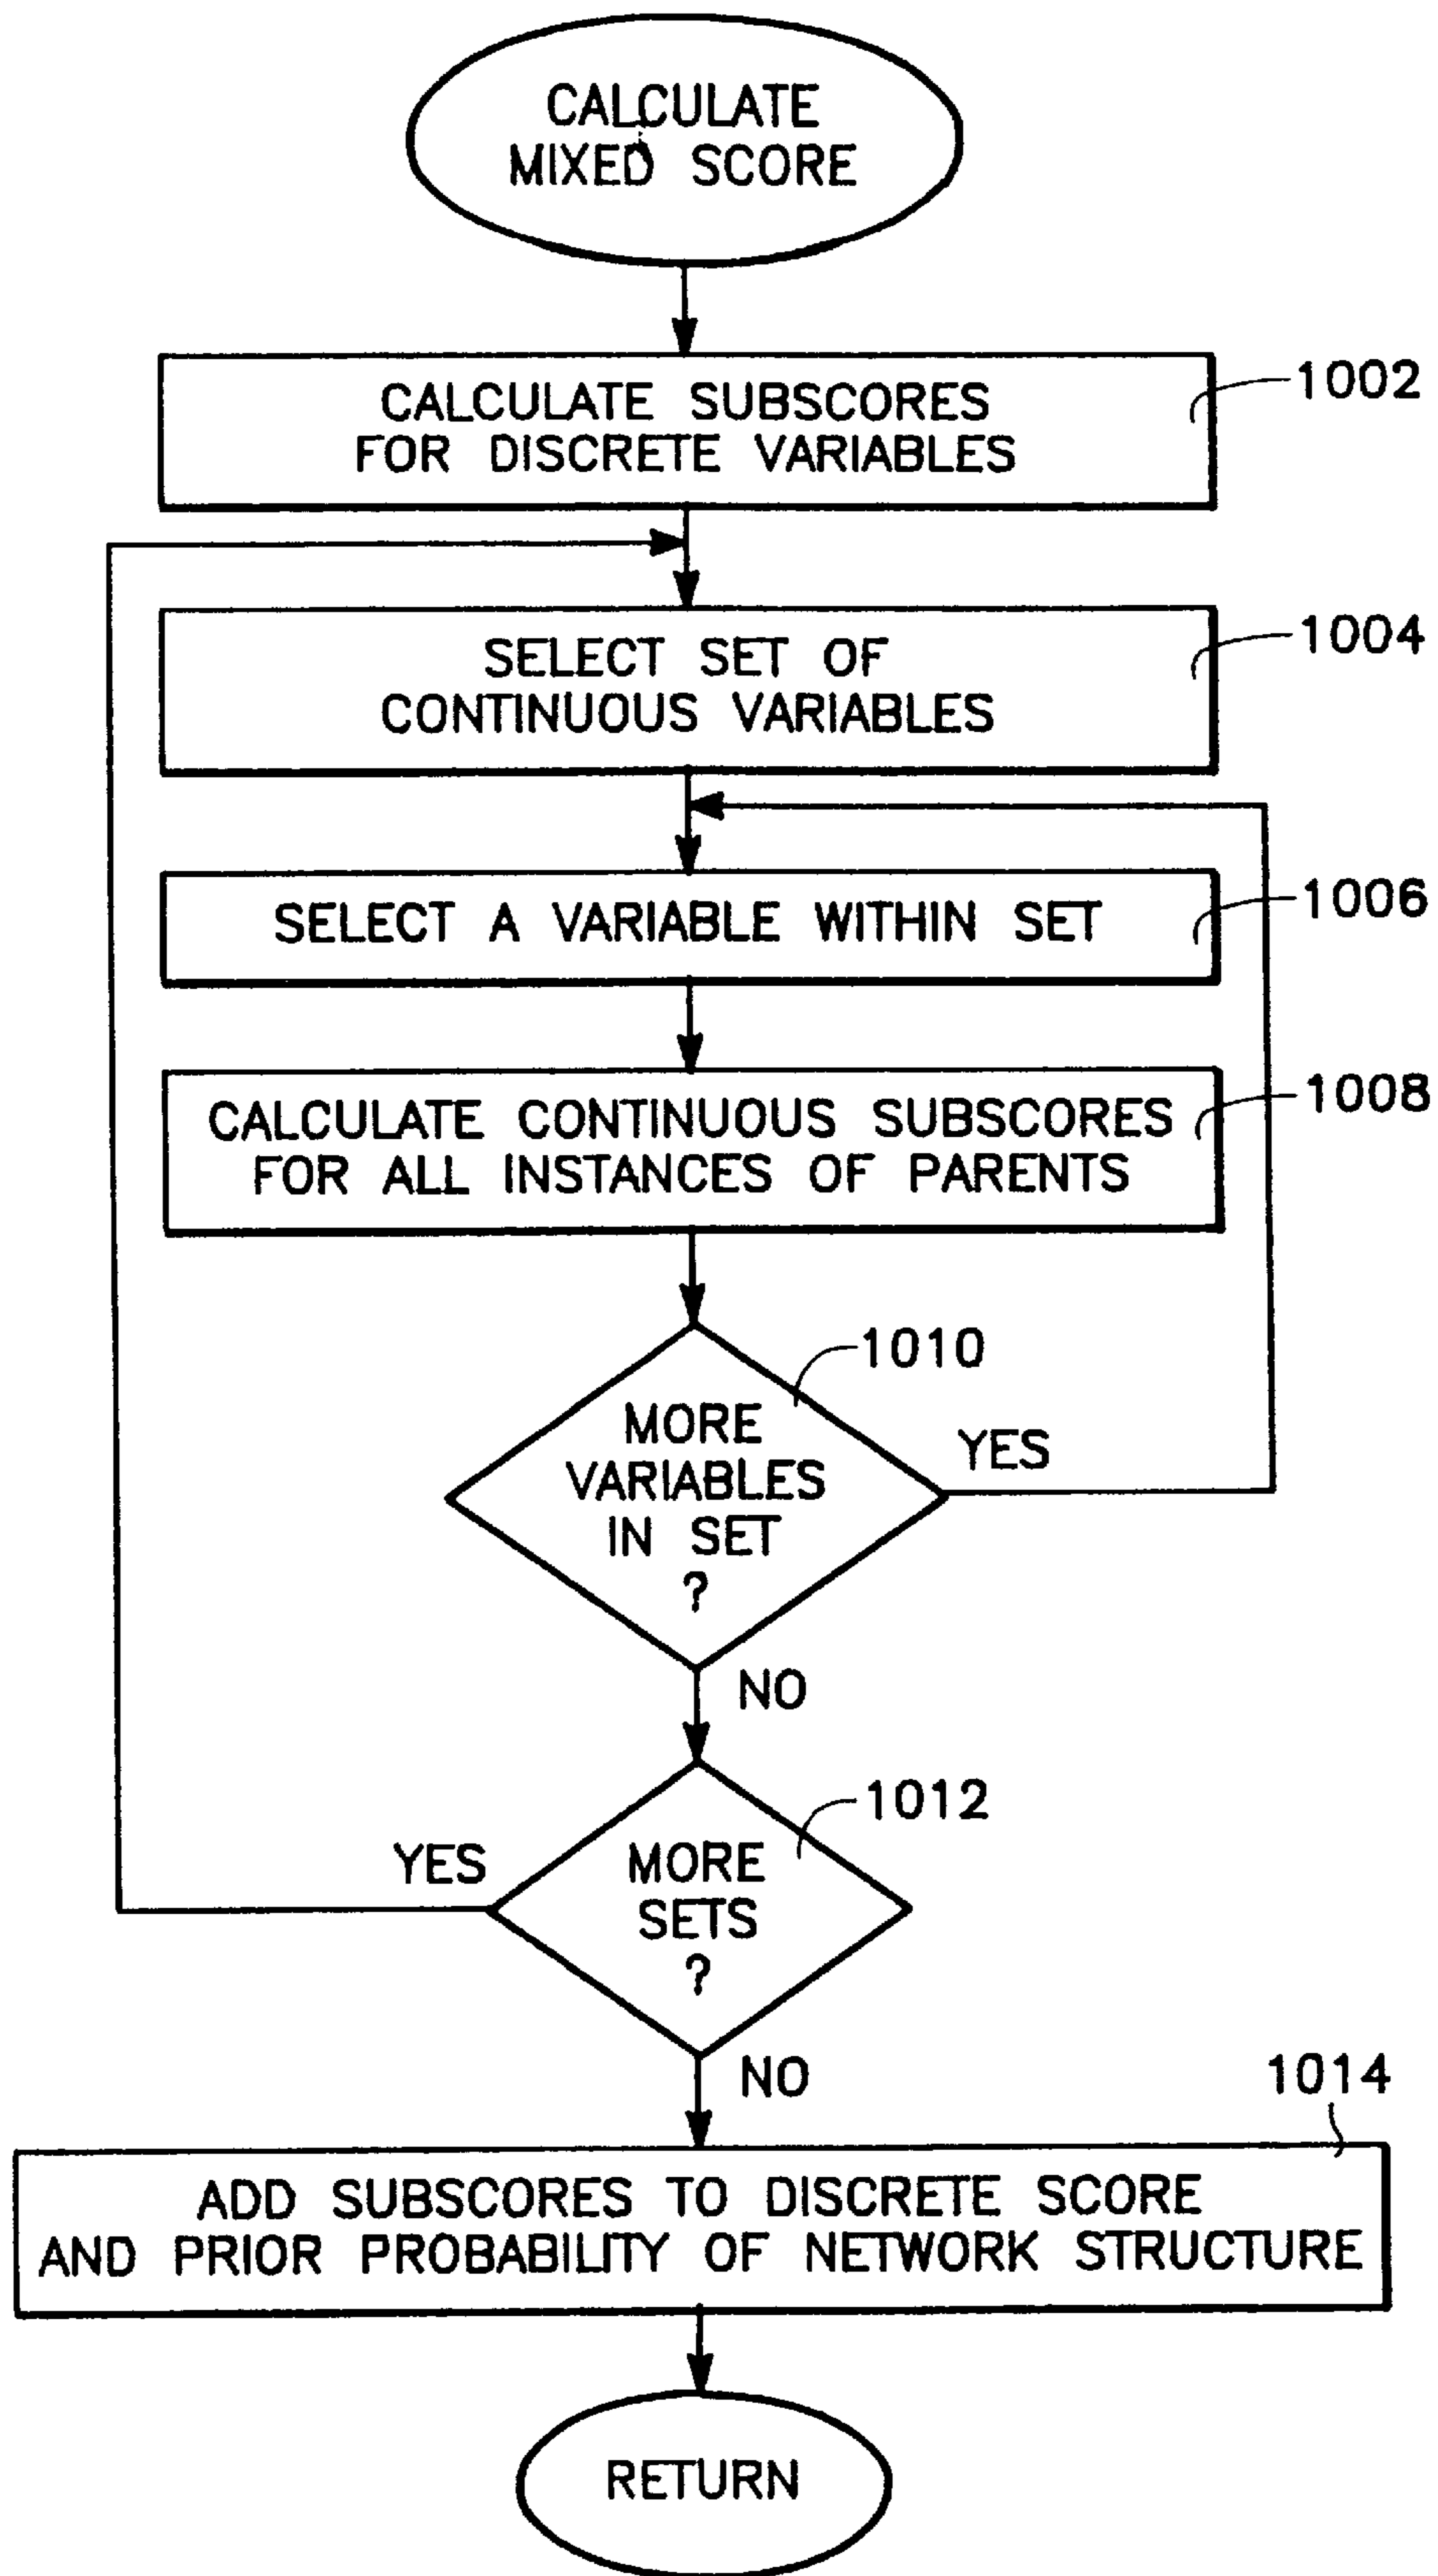 CALCULATE
MIXED SCORE
1002
CALCULATE SUBSCORES
FOR DISCRETE VARIABLES
1004
SELECT SET OF
CONTINUOUS VARIABLES
1006
SELECT A VARIABLE WITHIN SET
1008
CALCULATE CONTINUOUS SUBSCORES
FOR ALL INSTANCES OF PARENTS
1010
MORE
VARIABLES
IN SET
?
YES
NO
1012
YES
MORE
SETS
?
NO
1014
ADD SUBSCORES TO DISCRETE SCORE
AND PRIOR PROBABILITY OF NETWORK STRUCTURE
RETURN